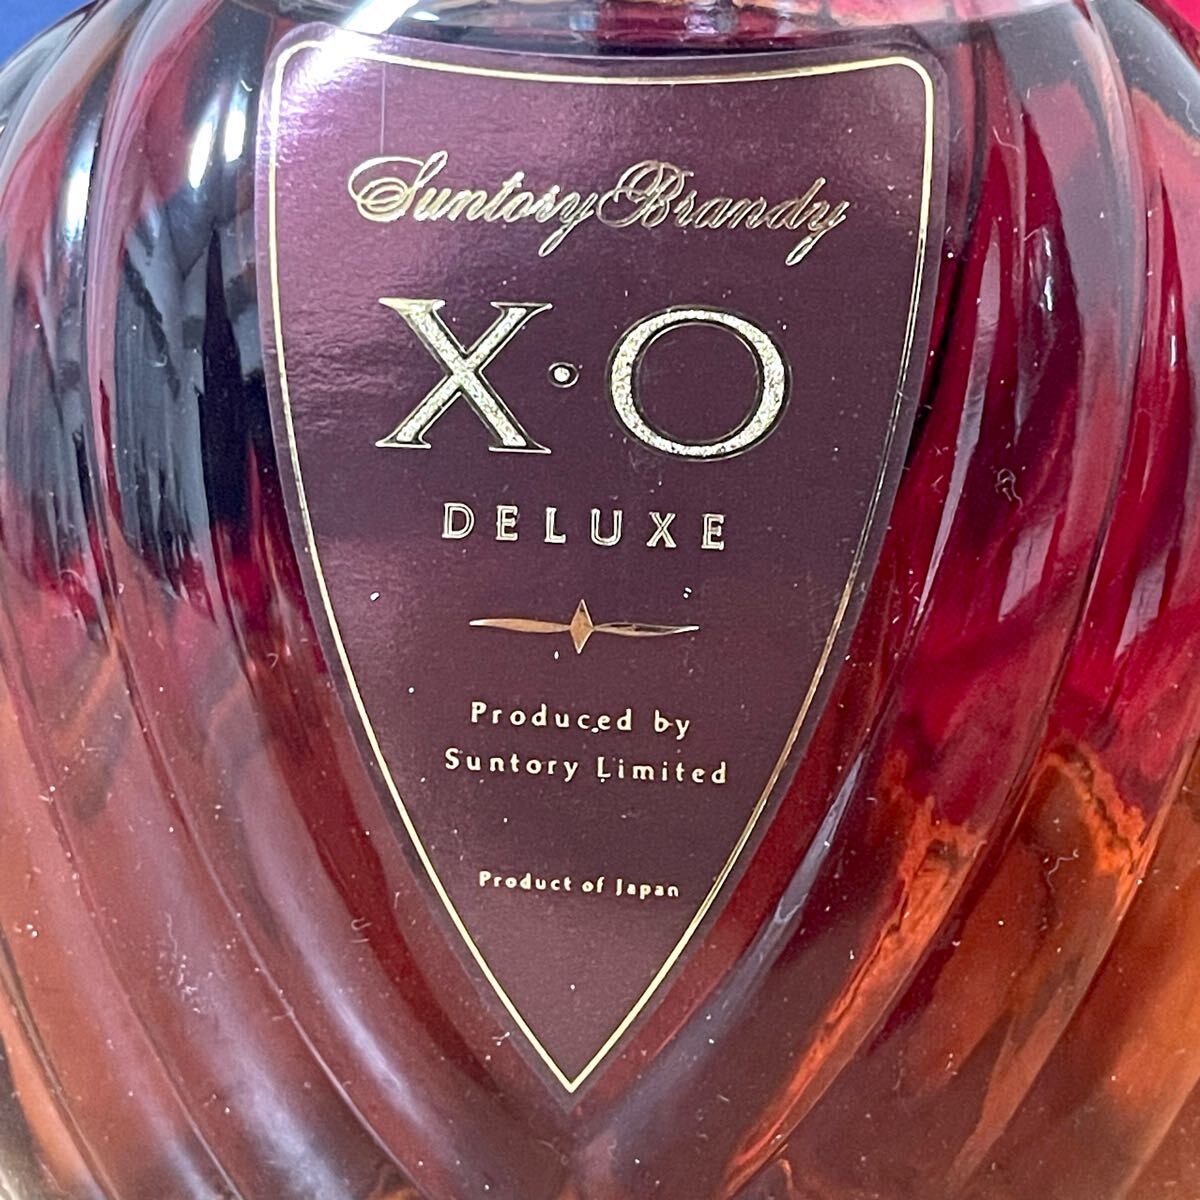 Suntory Brandy
X·O
DELUXE
Produced by
Suntory Limited
Product of Japan